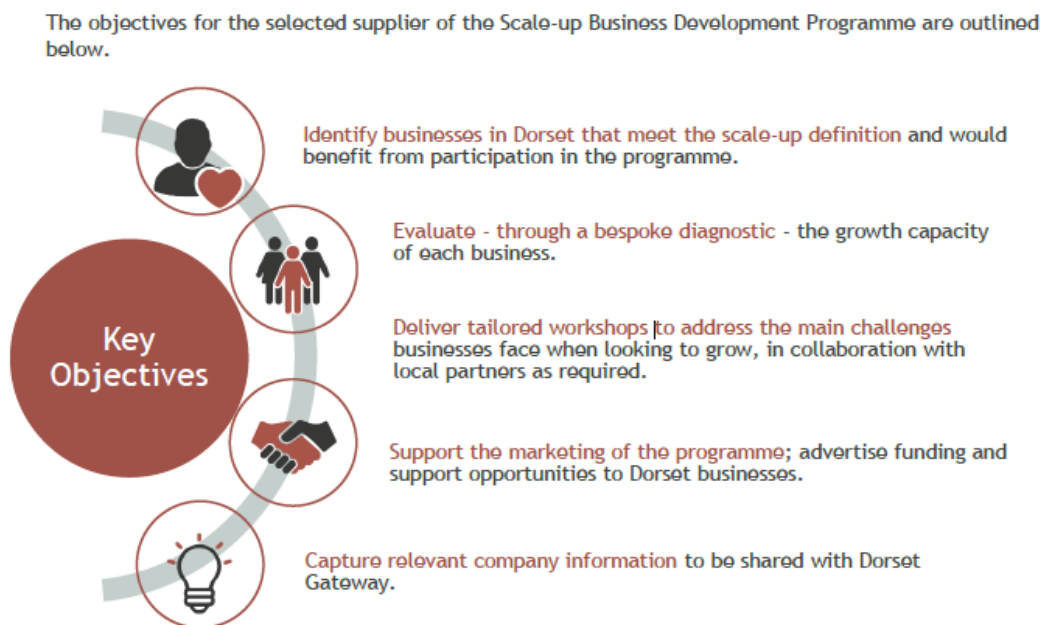 The objectives for the selected supplier of the Scale-up Business Development Programme are outlined
below.
Identify businesses in Dorset that meet the scale-up definition and would
benefit from participation in the programme.
Evaluate - through a bespoke diagnostic - the growth capacity
of each business.
Key
Objectives
Deliver tailored workshops to address the main challenges
businesses face when looking to grow, in collaboration with
local partners as required.
Support the marketing of the programme; advertise funding and
support opportunities to Dorset businesses.
Capture relevant company information to be shared with Dorset
Gateway.